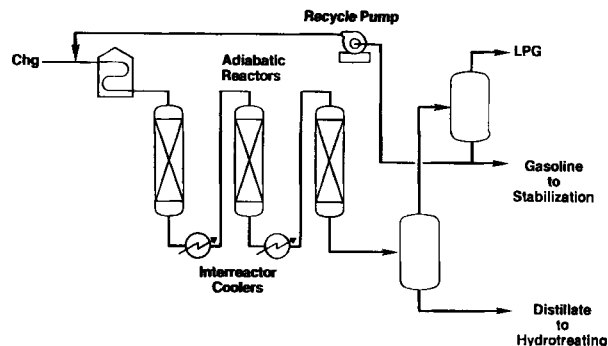 Recycle Pump
LPG
Chg
Adiabatic
Reactors
Gasoline
to
Stabilization
Interreactor
Coolers
Distillate
to
Hydrotreating